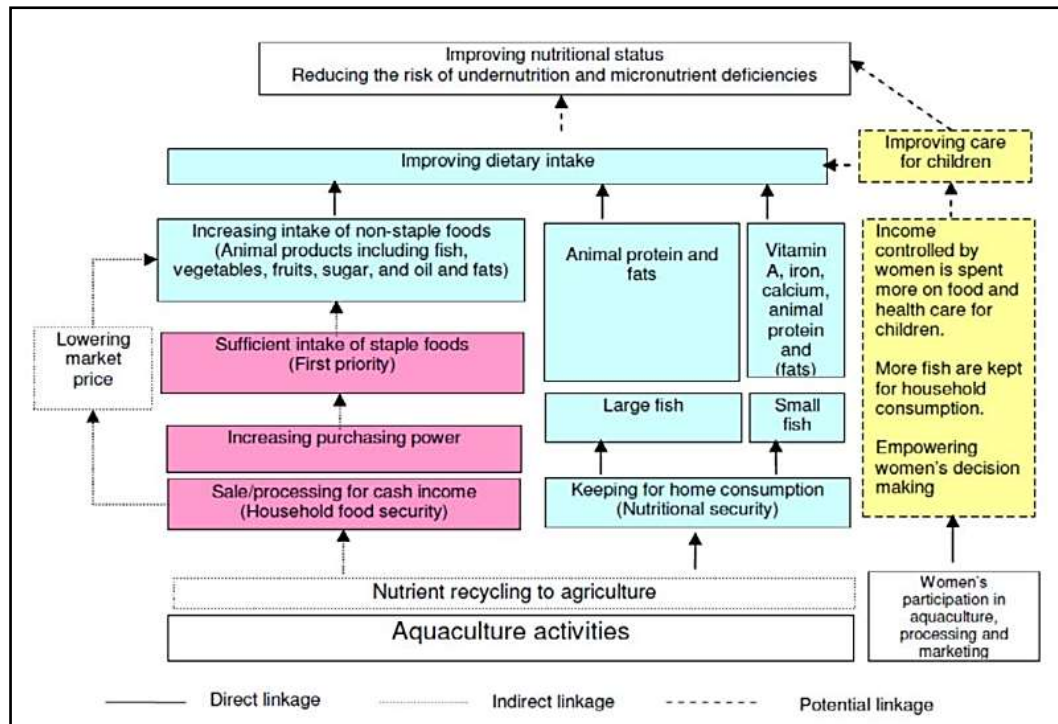 Improving nutritional status
Reducing the risk of undernutrition and micronutrient deficiencies
Improving care
for children
Improving dietary intake
Increasing intake of non-staple foods
(Animal products including fish,
vegetables, fruits, sugar, and oil and fats)
Animal protein and
fats
Vitamin
A, iron,
calcium,
animal
protein
and
(fats)
Income
controlled by
women is spent
more on food and
health care for
children.
More fish are kept
for household
consumption.
Empowering
women's decision
making
Lowering
market
price
Sufficient intake of staple foods
(First priority)
Large fish
Small
fish
Increasing purchasing power
Sale/processing for cash income
(Household food security)
Keeping for home consumption
(Nutritional security)
Nutrient recycling to agriculture
Aquaculture activities
Women's
participation in
aquaculture,
processing and
marketing
Direct linkage
Indirect linkage
Potential linkage